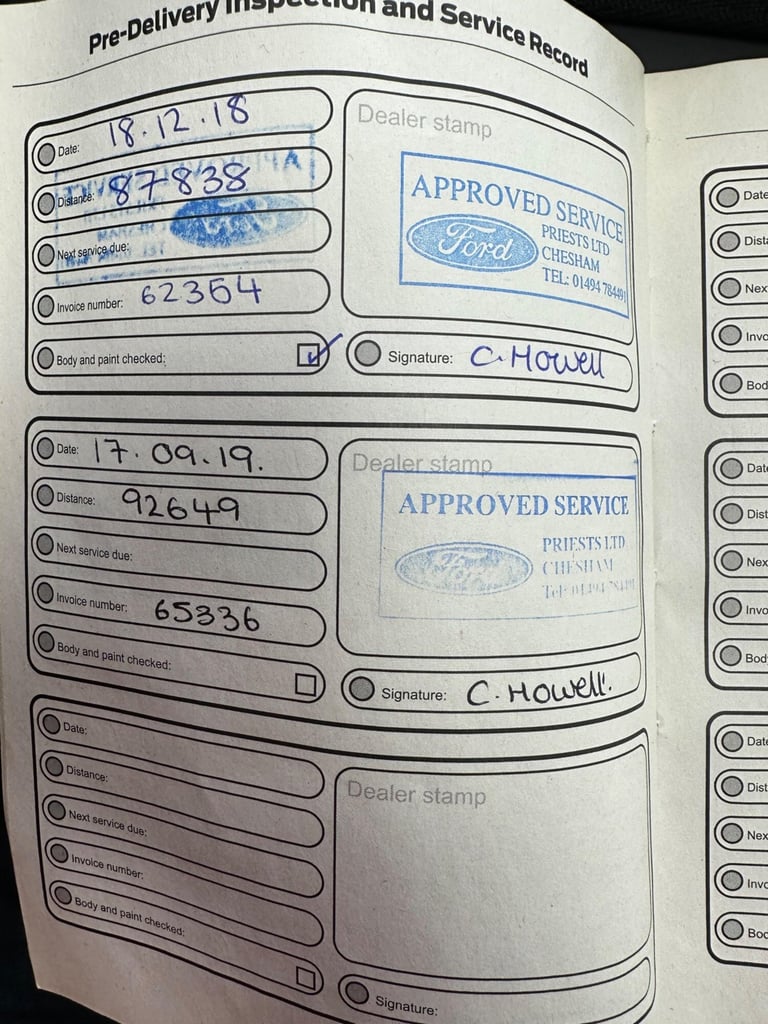 Pre-Delivery Inspection and Service Record
Date: 18.12.18
Distance: 87838
Next service due:
Invoice number: 62364
Body and paint checked:
Dealer stamp
APPROVED SERVICE
Ford
PRIESTS LTD
CHESHAM
TEL: 01494 784491
Signature: C. Howell
Date: 17.09.19.
Distance: 92649
Next service due:
Invoice number: 65336
Body and paint checked:
Dealer stamp
APPROVED SERVICE
Ford
PRIESTS LTD
CHESHAM
Signature: C. Howell.
Date:
Distance:
Next service due:
Invoice number:
Body and paint checked:
Dealer stamp
Signature:
Date
Dista
Nex
Invo
Bod
Date
Dist
Nex
Invo
Body
Date
Dist
Nex
Invo
Bod